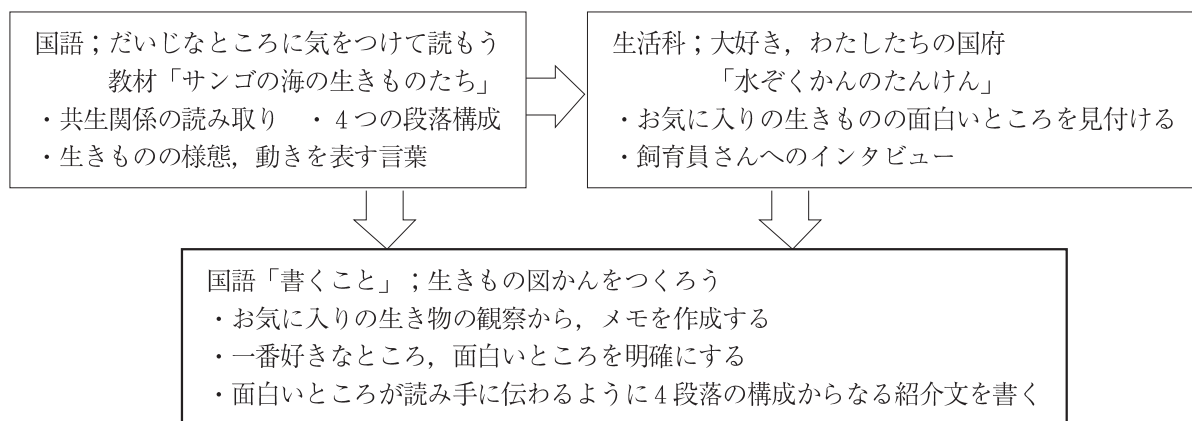 国語；だいじなところに気をつけて読もう
教材「サンゴの海の生きものたち」
・共生関係の読み取り　・４つの段落構成
・生きものの様態，動きを表す言葉
生活科；大好き，わたしたちの国府
「水ぞくかんのたんけん」
・お気に入りの生きものの面白いところを見付ける
・飼育員さんへのインタビュー
国語「書くこと」；生きもの図かんをつくろう
・お気に入りの生き物の観察から，メモを作成する
・一番好きなところ，面白いところを明確にする
・面白いところが読み手に伝わるように４段落の構成からなる紹介文を書く